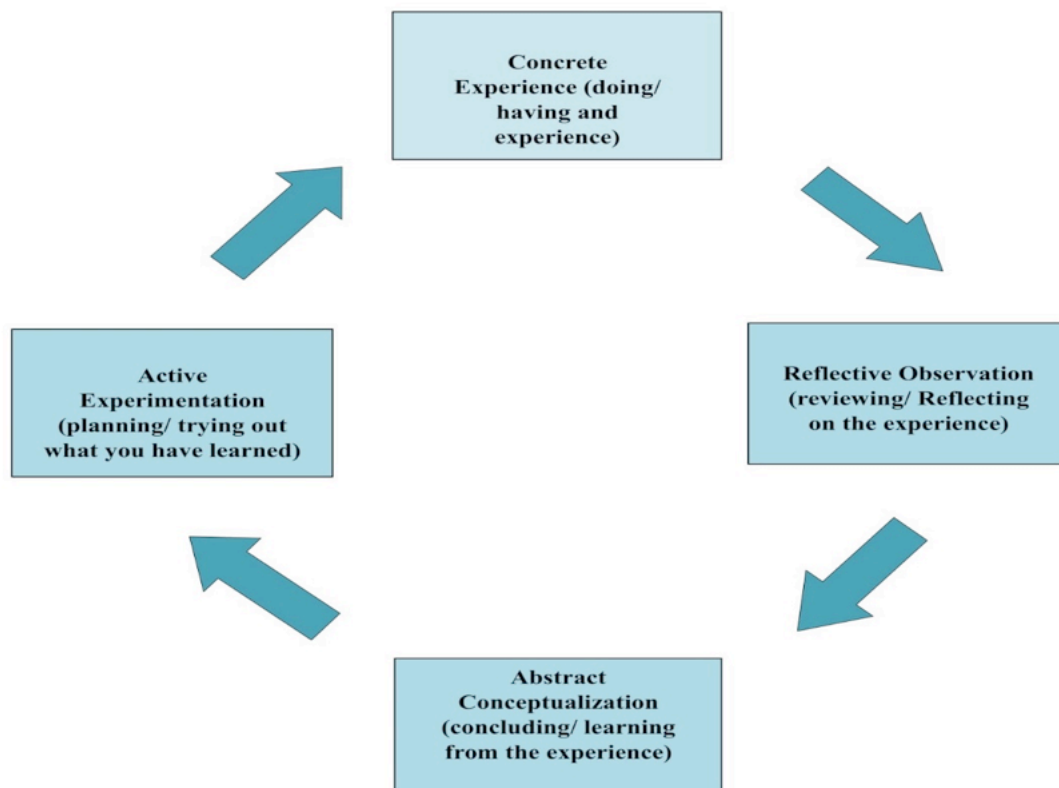 Concrete
Experience (doing/
having and
experience)
Active
Experimentation
(planning/ trying out
what you have learned)
Reflective Observation
(reviewing/ Reflecting
on the experience)
Abstract
Conceptualization
(concluding/ learning
from the experience)